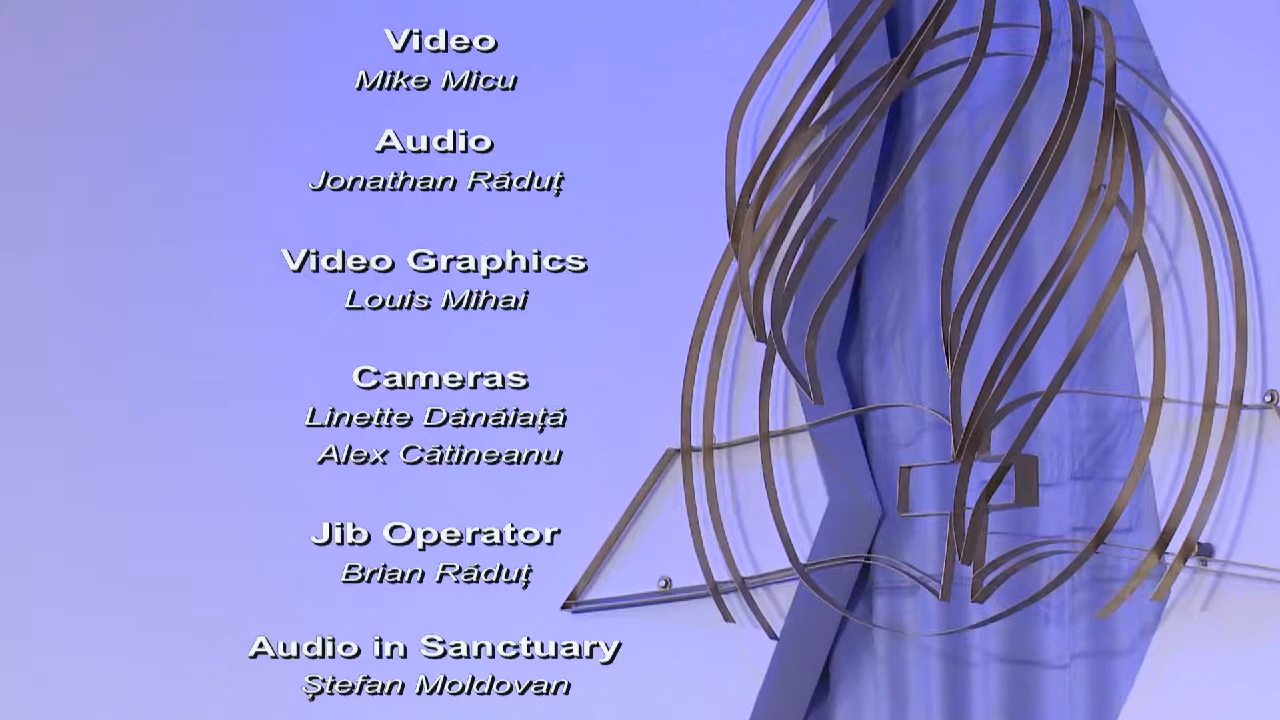 Video
Mike Micu
Audio
Jonathan Răduț
Video Graphics
Louis Mihai
Cameras
Linette Dănăiață
Alex Cătineanu
Jib Operator
Brian Răduț
Audio in Sanctuary
Ștefan Moldovan